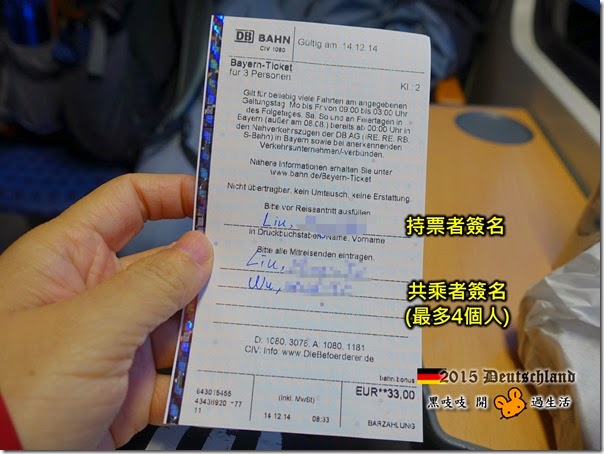 DB BAHN
CIV 1080
Gültig am 14.12.14
Bayern-Ticket
für 3 Personen
Kl.: 2
Gilt für beliebig viele Fahrten am angegebenen
Geltungstag. Mo bis Fr von 09:00 bis 03:00 Uhr
des Folgetages, Sa, So und an Feiertagen in
Bayern (außer am 08.08.) bereits ab 00:00 Uhr in
den Nahverkehrszügen der DB AG (IRE, RE, RB,
S-Bahn) in Bayern sowie bei anerkennenden
Verkehrsunternehmen/-verbünden.
Nähere Informationen erhalten Sie unter
www.bahn.de/Bayern-Ticket
Nicht übertragbar, kein Umtausch, keine Erstattung.
Bitte vor Reiseantritt ausfüllen
Liu,
持票者簽名
in Druckbuchstaben Name, Vorname
Bitte alle Mitreisenden eintragen.
Liu,
Wu,
共乘者簽名
(最多4個人)
D: 1080, 3076, A: 1080, 1181
CIV: Info: www.DieBefoerderer.de
bahn.bonus
EUR**33,00
(inkl. MwSt)
643015455
43438920 -77
11
14.12.14
08:33
BARZAHLUNG
2015 Deutschland
黑吱吱 開 過生活